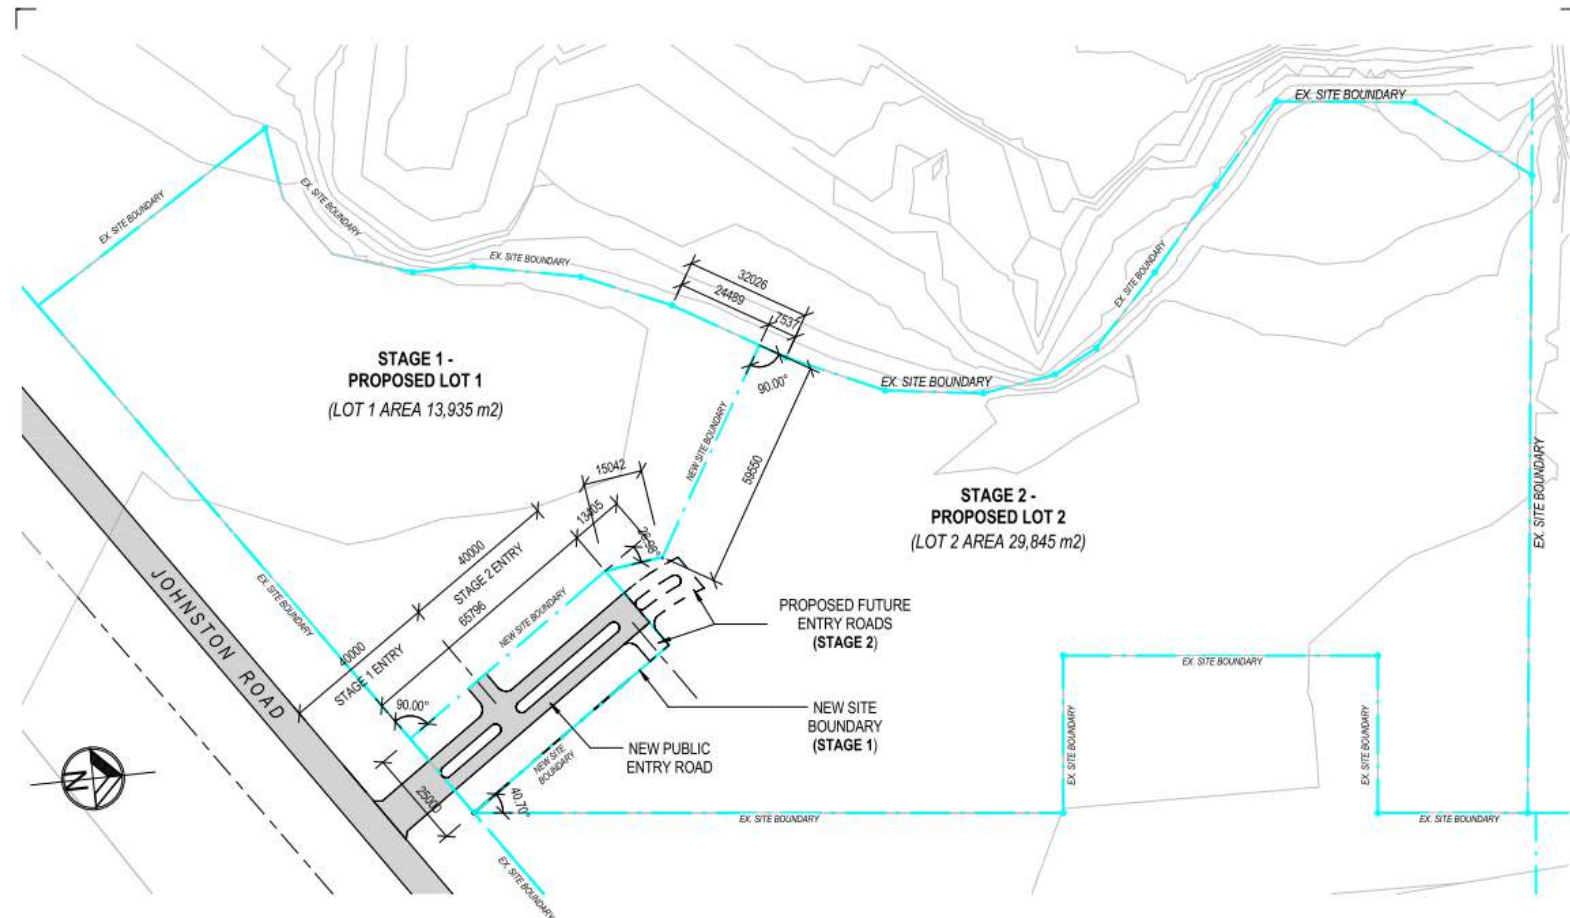 EX. SITE BOUNDARY
EX. SITE BOUNDARY
EX. SITE BOUNDARY
EX. SITE BOUNDARY
32026
24489
7537
90.00°
EX. SITE BOUNDARY
EX. SITE BOUNDARY
STAGE 1 -
PROPOSED LOT 1
(LOT 1 AREA 13,935 m2)
NEW SITE BOUNDARY
59550
EX. SITE BOUNDARY
15042
13405
STAGE 2 -
PROPOSED LOT 2
(LOT 2 AREA 29,845 m2)
40000
STAGE 2 ENTRY
65796
JOHNSTON ROAD
EX. SITE BOUNDARY
NEW SITE BOUNDARY
PROPOSED FUTURE
ENTRY ROADS
(STAGE 2)
40000
STAGE 1 ENTRY
90.00°
EX. SITE BOUNDARY
NEW SITE
BOUNDARY
(STAGE 1)
EX. SITE BOUNDARY
EX. SITE BOUNDARY
NEW PUBLIC
ENTRY ROAD
NEW SITE
BOUNDARY
N
25000
40.70°
EX. SITE BOUNDARY
EX. SITE BOUNDARY
EX. SITE BOUNDARY